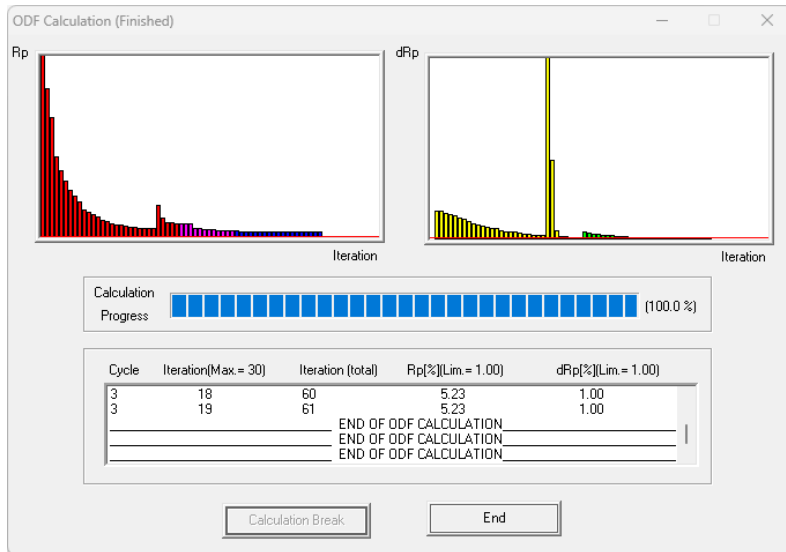 ODF Calculation (Finished)
Rp
dRp
Iteration
Iteration
Calculation
Progress
(100.0 %)
Cycle Iteration(Max.= 30) Iteration (total) Rp[%](Lim.= 1.00) dRp[%](Lim.= 1.00)
3 18 60 5.23 1.00
3 19 61 5.23 1.00
END OF ODF CALCULATION
END OF ODF CALCULATION
END OF ODF CALCULATION
Calculation Break
End